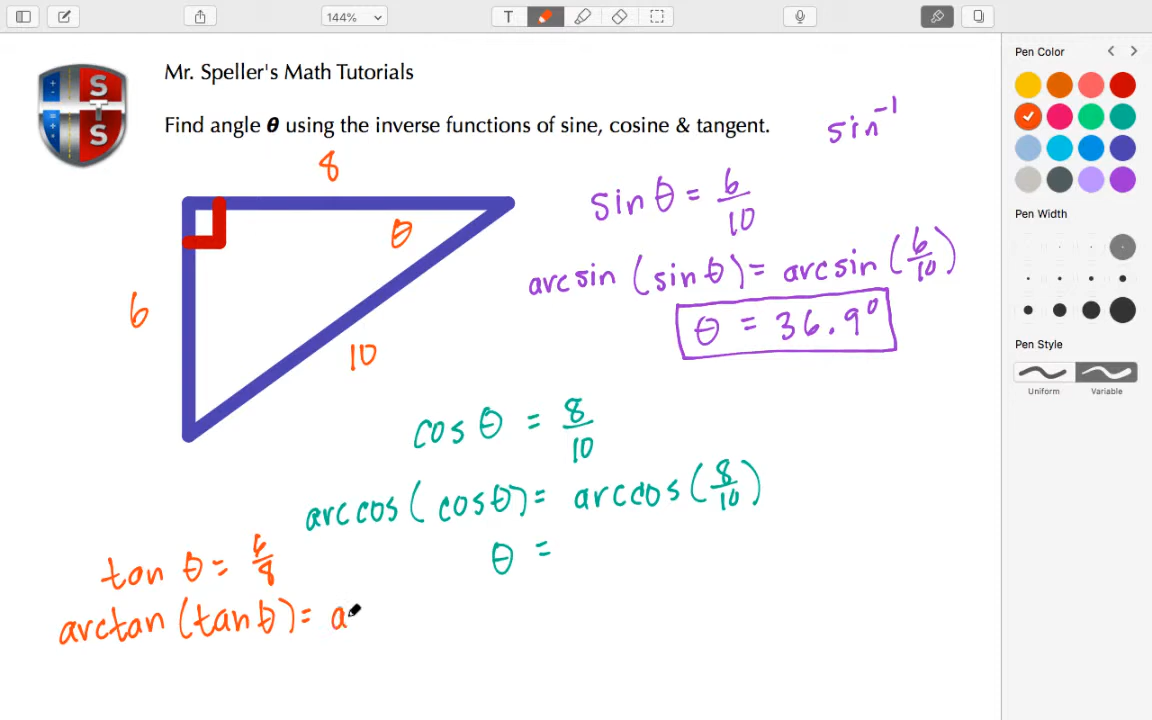 144%
T
Pen Color
Mr. Speller's Math Tutorials
S
T
S
Find angle θ using the inverse functions of sine, cosine & tangent.
sin⁻¹
8
θ
6
10
sin θ = 6/10
arcsin (sin θ) = arcsin (6/10)
θ = 36.9°
cos θ = 8/10
arccos (cos θ) = arccos (8/10)
θ =
tan θ = 6/8
arctan (tan θ) = a
Pen Width
Pen Style
Uniform
Variable